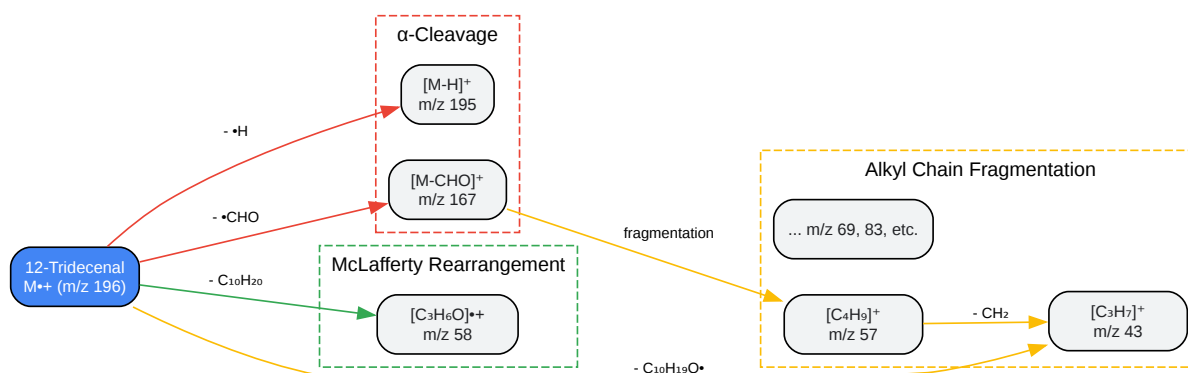 α-Cleavage
[M-H]⁺
m/z 195
- •H
[M-CHO]⁺
m/z 167
- •CHO
Alkyl Chain Fragmentation
... m/z 69, 83, etc.
fragmentation
12-Tridecenal
M•+ (m/z 196)
McLafferty Rearrangement
- C₁₀H₂₀
[C₃H₆O]•+
m/z 58
[C₄H₉]⁺
m/z 57
- CH₂
[C₃H₇]⁺
m/z 43
- C₁₀H₁₉O•